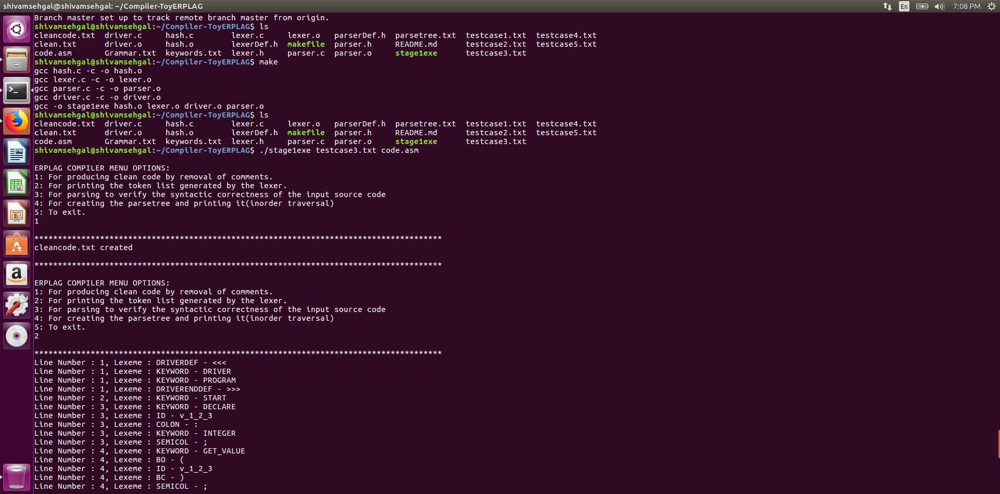 shivamsehgal@shivamsehgal: ~/Compiler-ToyERPLAG
En
7:08 PM
Branch master set up to track remote branch master from origin.
shivamsehgal@shivamsehgal:~/Compiler-ToyERPLAG$ ls
cleancode.txt driver.c hash.c lexer.c lexer.o parserDef.h parsetree.txt testcase1.txt testcase4.txt
clean.txt driver.o hash.o lexerDef.h makefile parser.h README.md testcase2.txt testcase5.txt
code.asm Grammar.txt keywords.txt lexer.h parser.c parser.o stage1exe testcase3.txt
shivamsehgal@shivamsehgal:~/Compiler-ToyERPLAG$ make
gcc hash.c -c -o hash.o
gcc lexer.c -c -o lexer.o
gcc parser.c -c -o parser.o
gcc driver.c -c -o driver.o
gcc -o stage1exe hash.o lexer.o driver.o parser.o
shivamsehgal@shivamsehgal:~/Compiler-ToyERPLAG$ ls
cleancode.txt driver.c hash.c lexer.c lexer.o parserDef.h parsetree.txt testcase1.txt testcase4.txt
clean.txt driver.o hash.o lexerDef.h makefile parser.h README.md testcase2.txt testcase5.txt
code.asm Grammar.txt keywords.txt lexer.h parser.c parser.o stage1exe testcase3.txt
shivamsehgal@shivamsehgal:~/Compiler-ToyERPLAG$ ./stage1exe testcase3.txt code.asm
ERPLAG COMPILER MENU OPTIONS:
1: For producing clean code by removal of comments.
2: For printing the token list generated by the lexer.
3: For parsing to verify the syntactic correctness of the input source code
4: For creating the parsetree and printing it(inorder traversal)
5: To exit.
1
***************************************************************************************
cleancode.txt created
***************************************************************************************
ERPLAG COMPILER MENU OPTIONS:
1: For producing clean code by removal of comments.
2: For printing the token list generated by the lexer.
3: For parsing to verify the syntactic correctness of the input source code
4: For creating the parsetree and printing it(inorder traversal)
5: To exit.
2
***************************************************************************************
Line Number : 1, Lexeme : DRIVERDEF - <<<
Line Number : 1, Lexeme : KEYWORD - DRIVER
Line Number : 1, Lexeme : KEYWORD - PROGRAM
Line Number : 1, Lexeme : DRIVERENDDEF - >>>
Line Number : 2, Lexeme : KEYWORD - START
Line Number : 3, Lexeme : KEYWORD - DECLARE
Line Number : 3, Lexeme : ID - v_1_2_3
Line Number : 3, Lexeme : COLON - :
Line Number : 3, Lexeme : KEYWORD - INTEGER
Line Number : 3, Lexeme : SEMICOL - ;
Line Number : 4, Lexeme : KEYWORD - GET_VALUE
Line Number : 4, Lexeme : BO - (
Line Number : 4, Lexeme : ID - v_1_2_3
Line Number : 4, Lexeme : BC - )
Line Number : 4, Lexeme : SEMICOL - ;